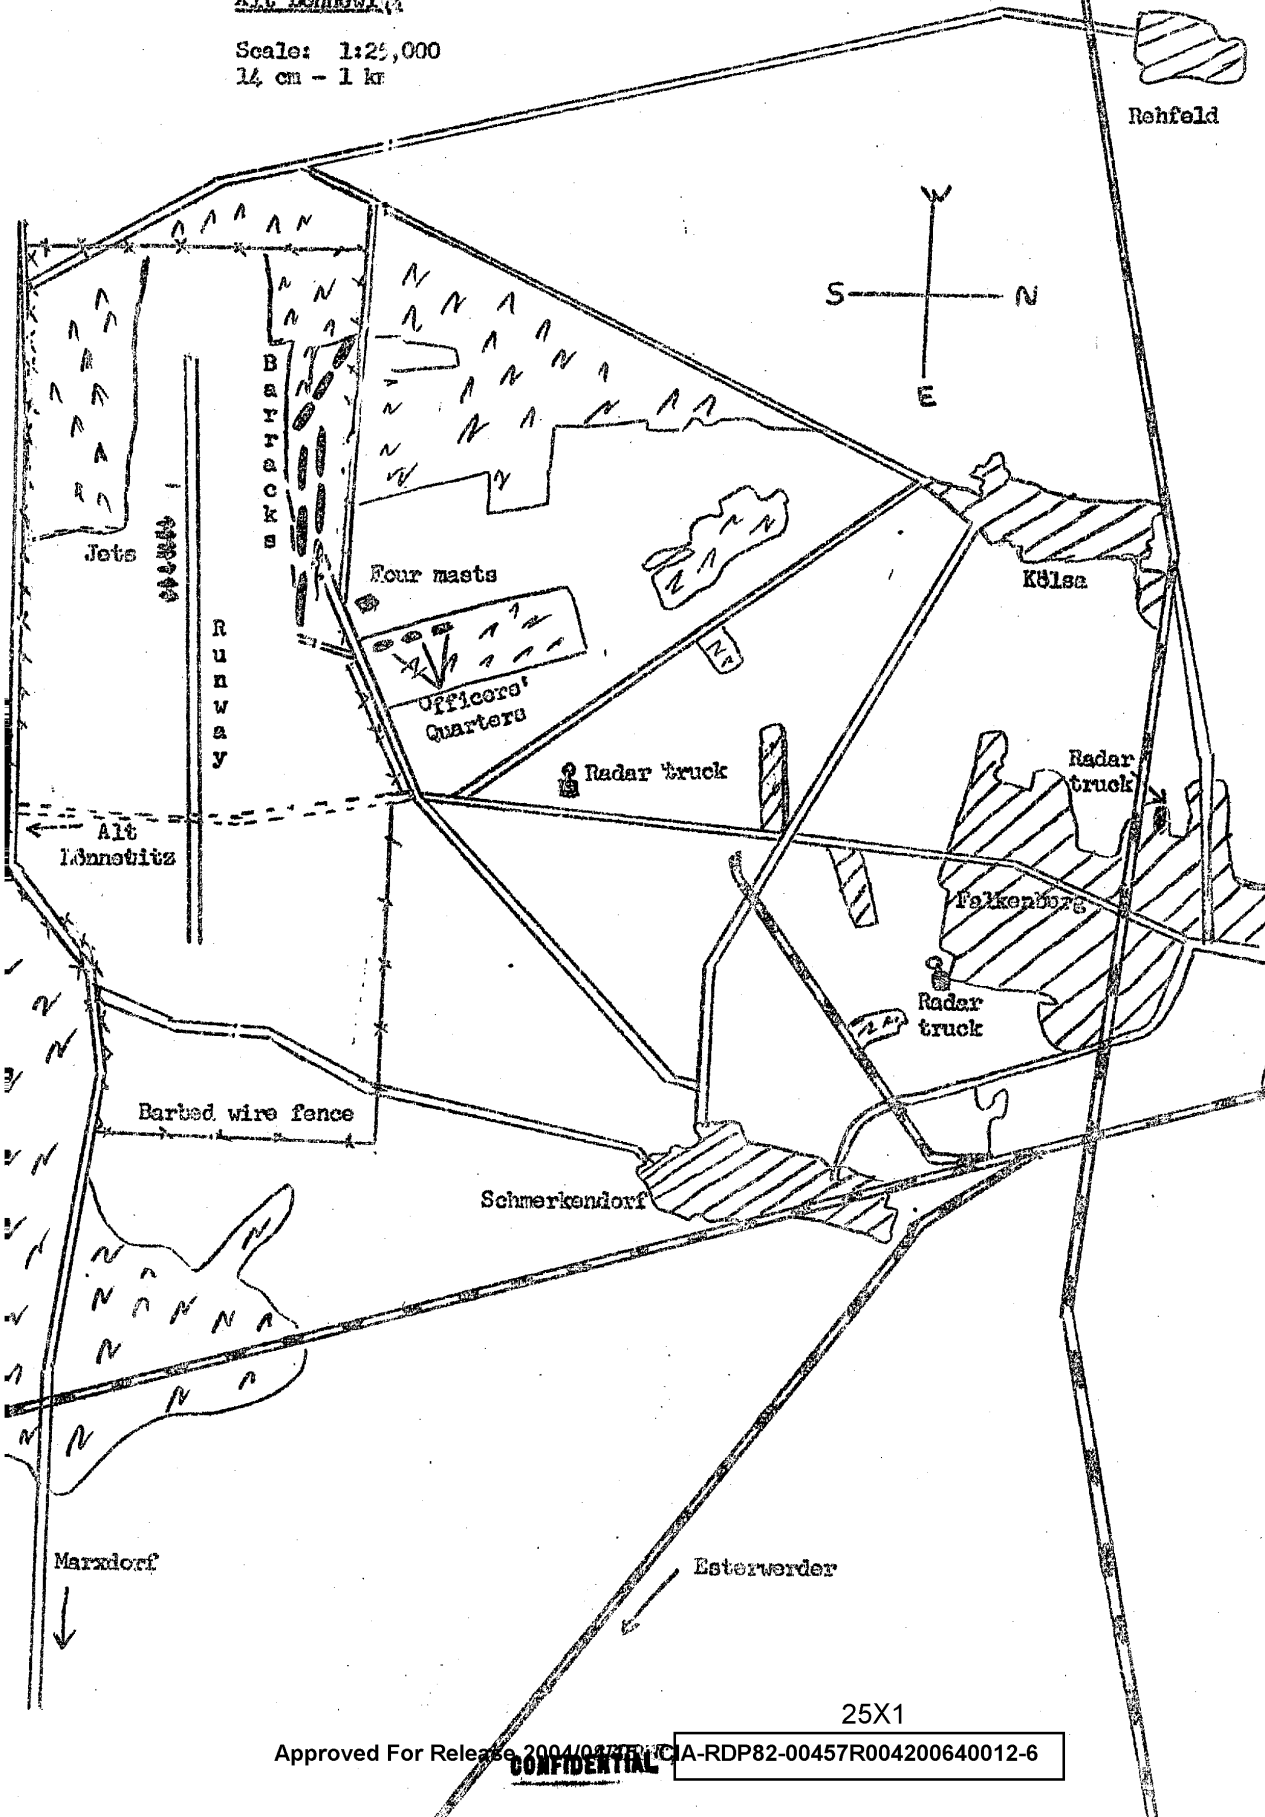 Scale: 1:25,000
14 cm - 1 km
Rehfeld
W
S
N
E
Barracks
Jets
Four masts
Kölsa
Runway
Officers'
Quarters
Radar truck
Radar
truck
Alt
Lönnewitz
Falkenberg
Radar
truck
Barbed wire fence
Schmerkendorf
Marxdorf
Esterwerder
25X1
Approved For Release CIA-RDP82-00457R004200640012-6
CONFIDENTIAL